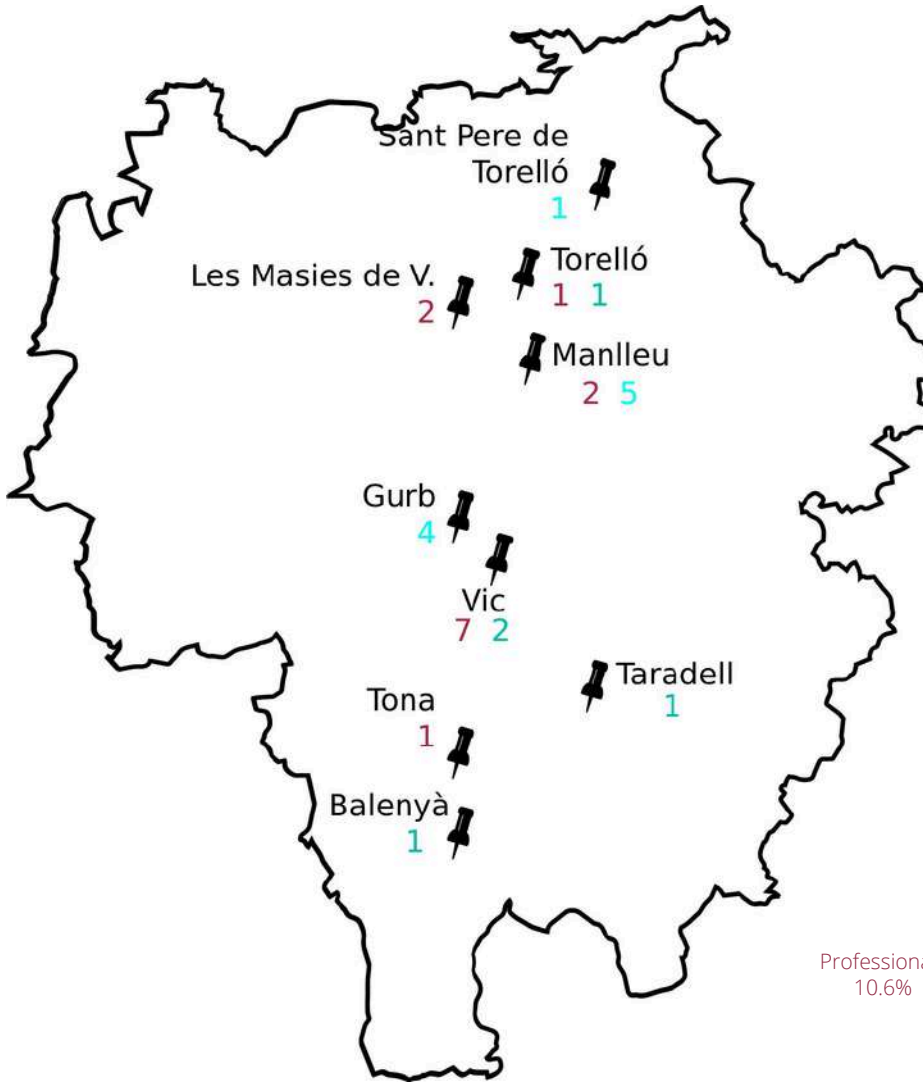 Sant Pere de
Torelló
1
Torelló
1 1
Les Masies de V.
2
Manlleu
2 5
Gurb
4
Vic
7 2
Taradell
1
Tona
1
Balenyà
1
10.6%